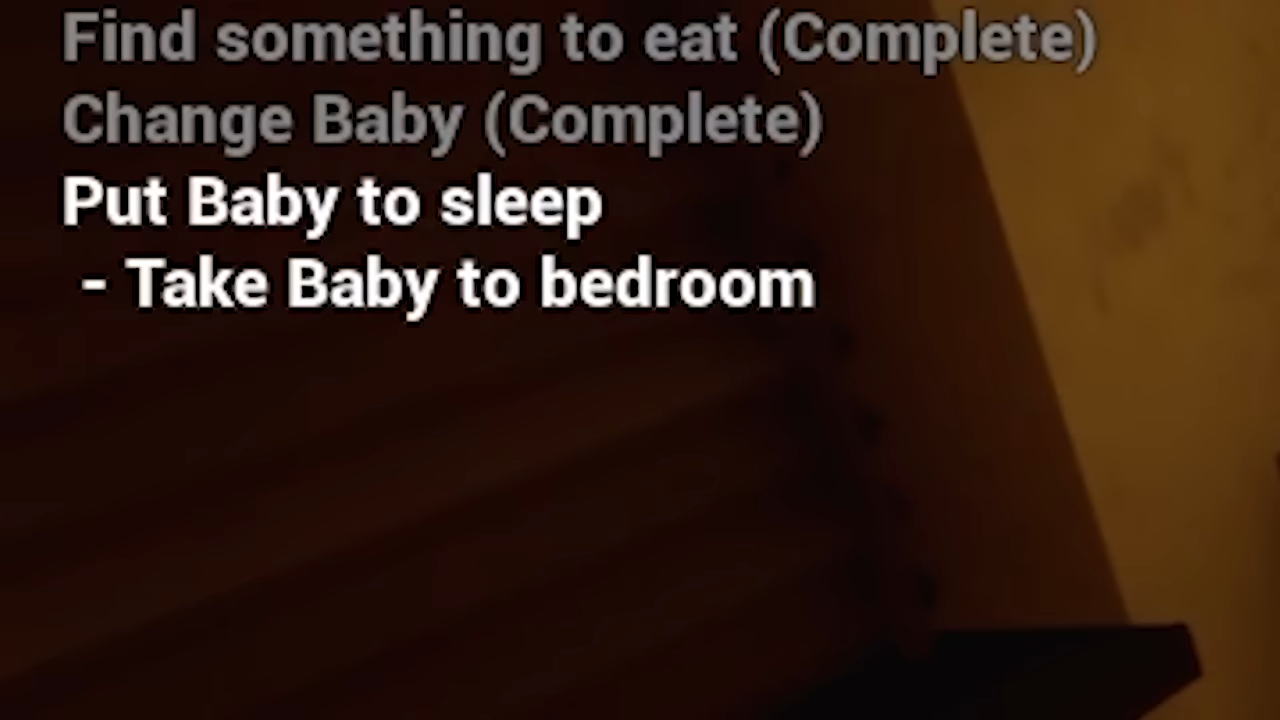 Find something to eat (Complete)
Change Baby (Complete)
Put Baby to sleep
- Take Baby to bedroom